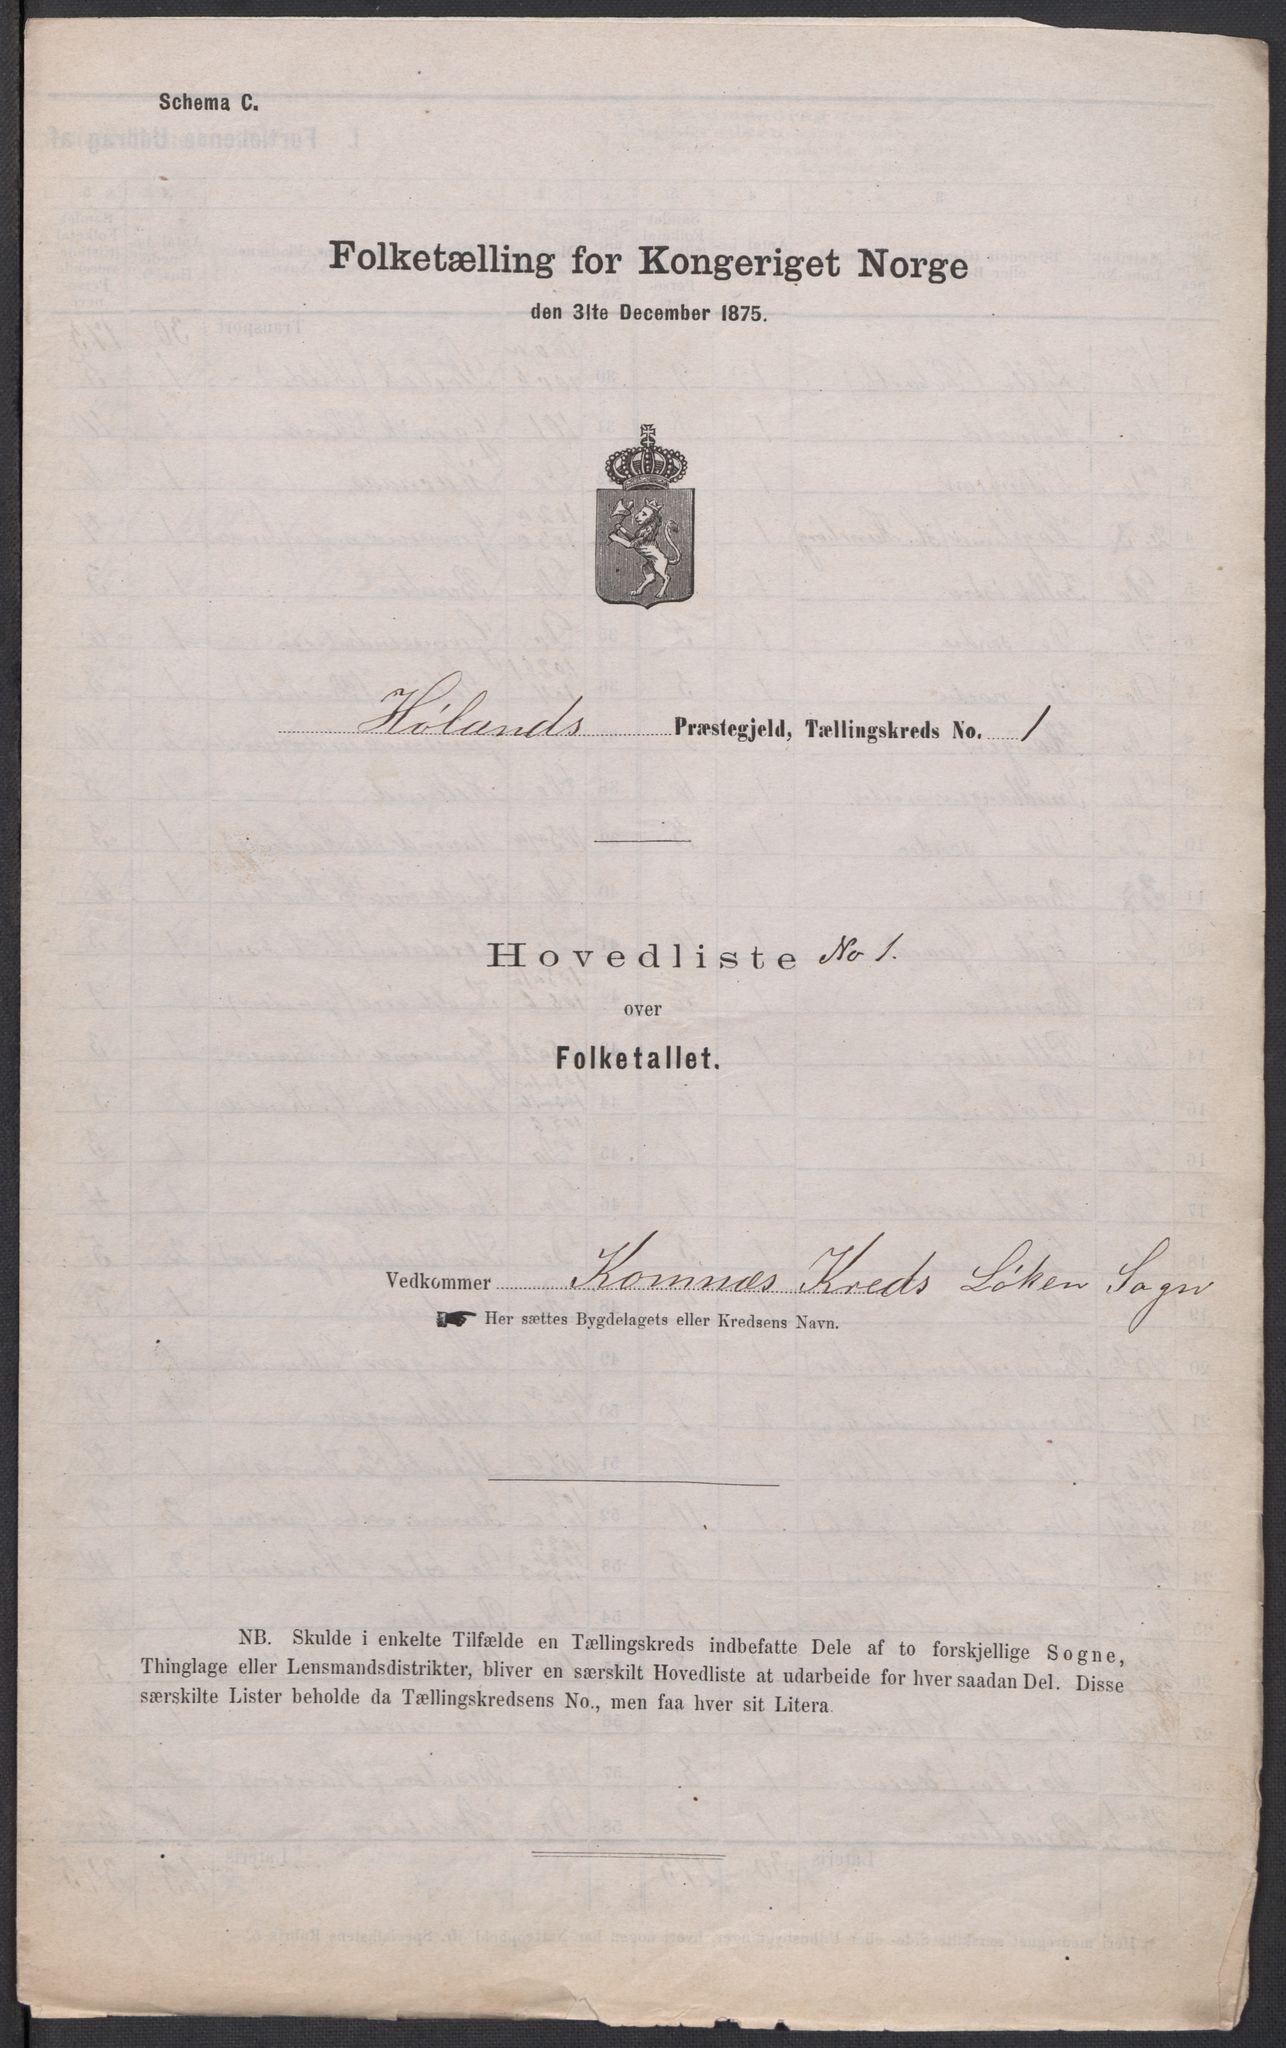 Schema C.
Folketælling for Kongeriget Norge
den 31te December 1875.
Hølands Præstegjeld, Tællingskreds No. 1
Hovedliste No 1.
over
Folketallet.
Vedkommer Komnæs Kreds Løken Sogn
Her sættes Bygdelagets eller Kredsens Navn.
NB. Skulde i enkelte Tilfælde en Tællingskreds indbefatte Dele af to forskjellige Sogne,
Thinglage eller Lensmandsdistrikter, bliver en særskilt Hovedliste at udarbeide for hver saadan Del. Disse
særskilte Lister beholde da Tællingskredsens No., men faa hver sit Litera.